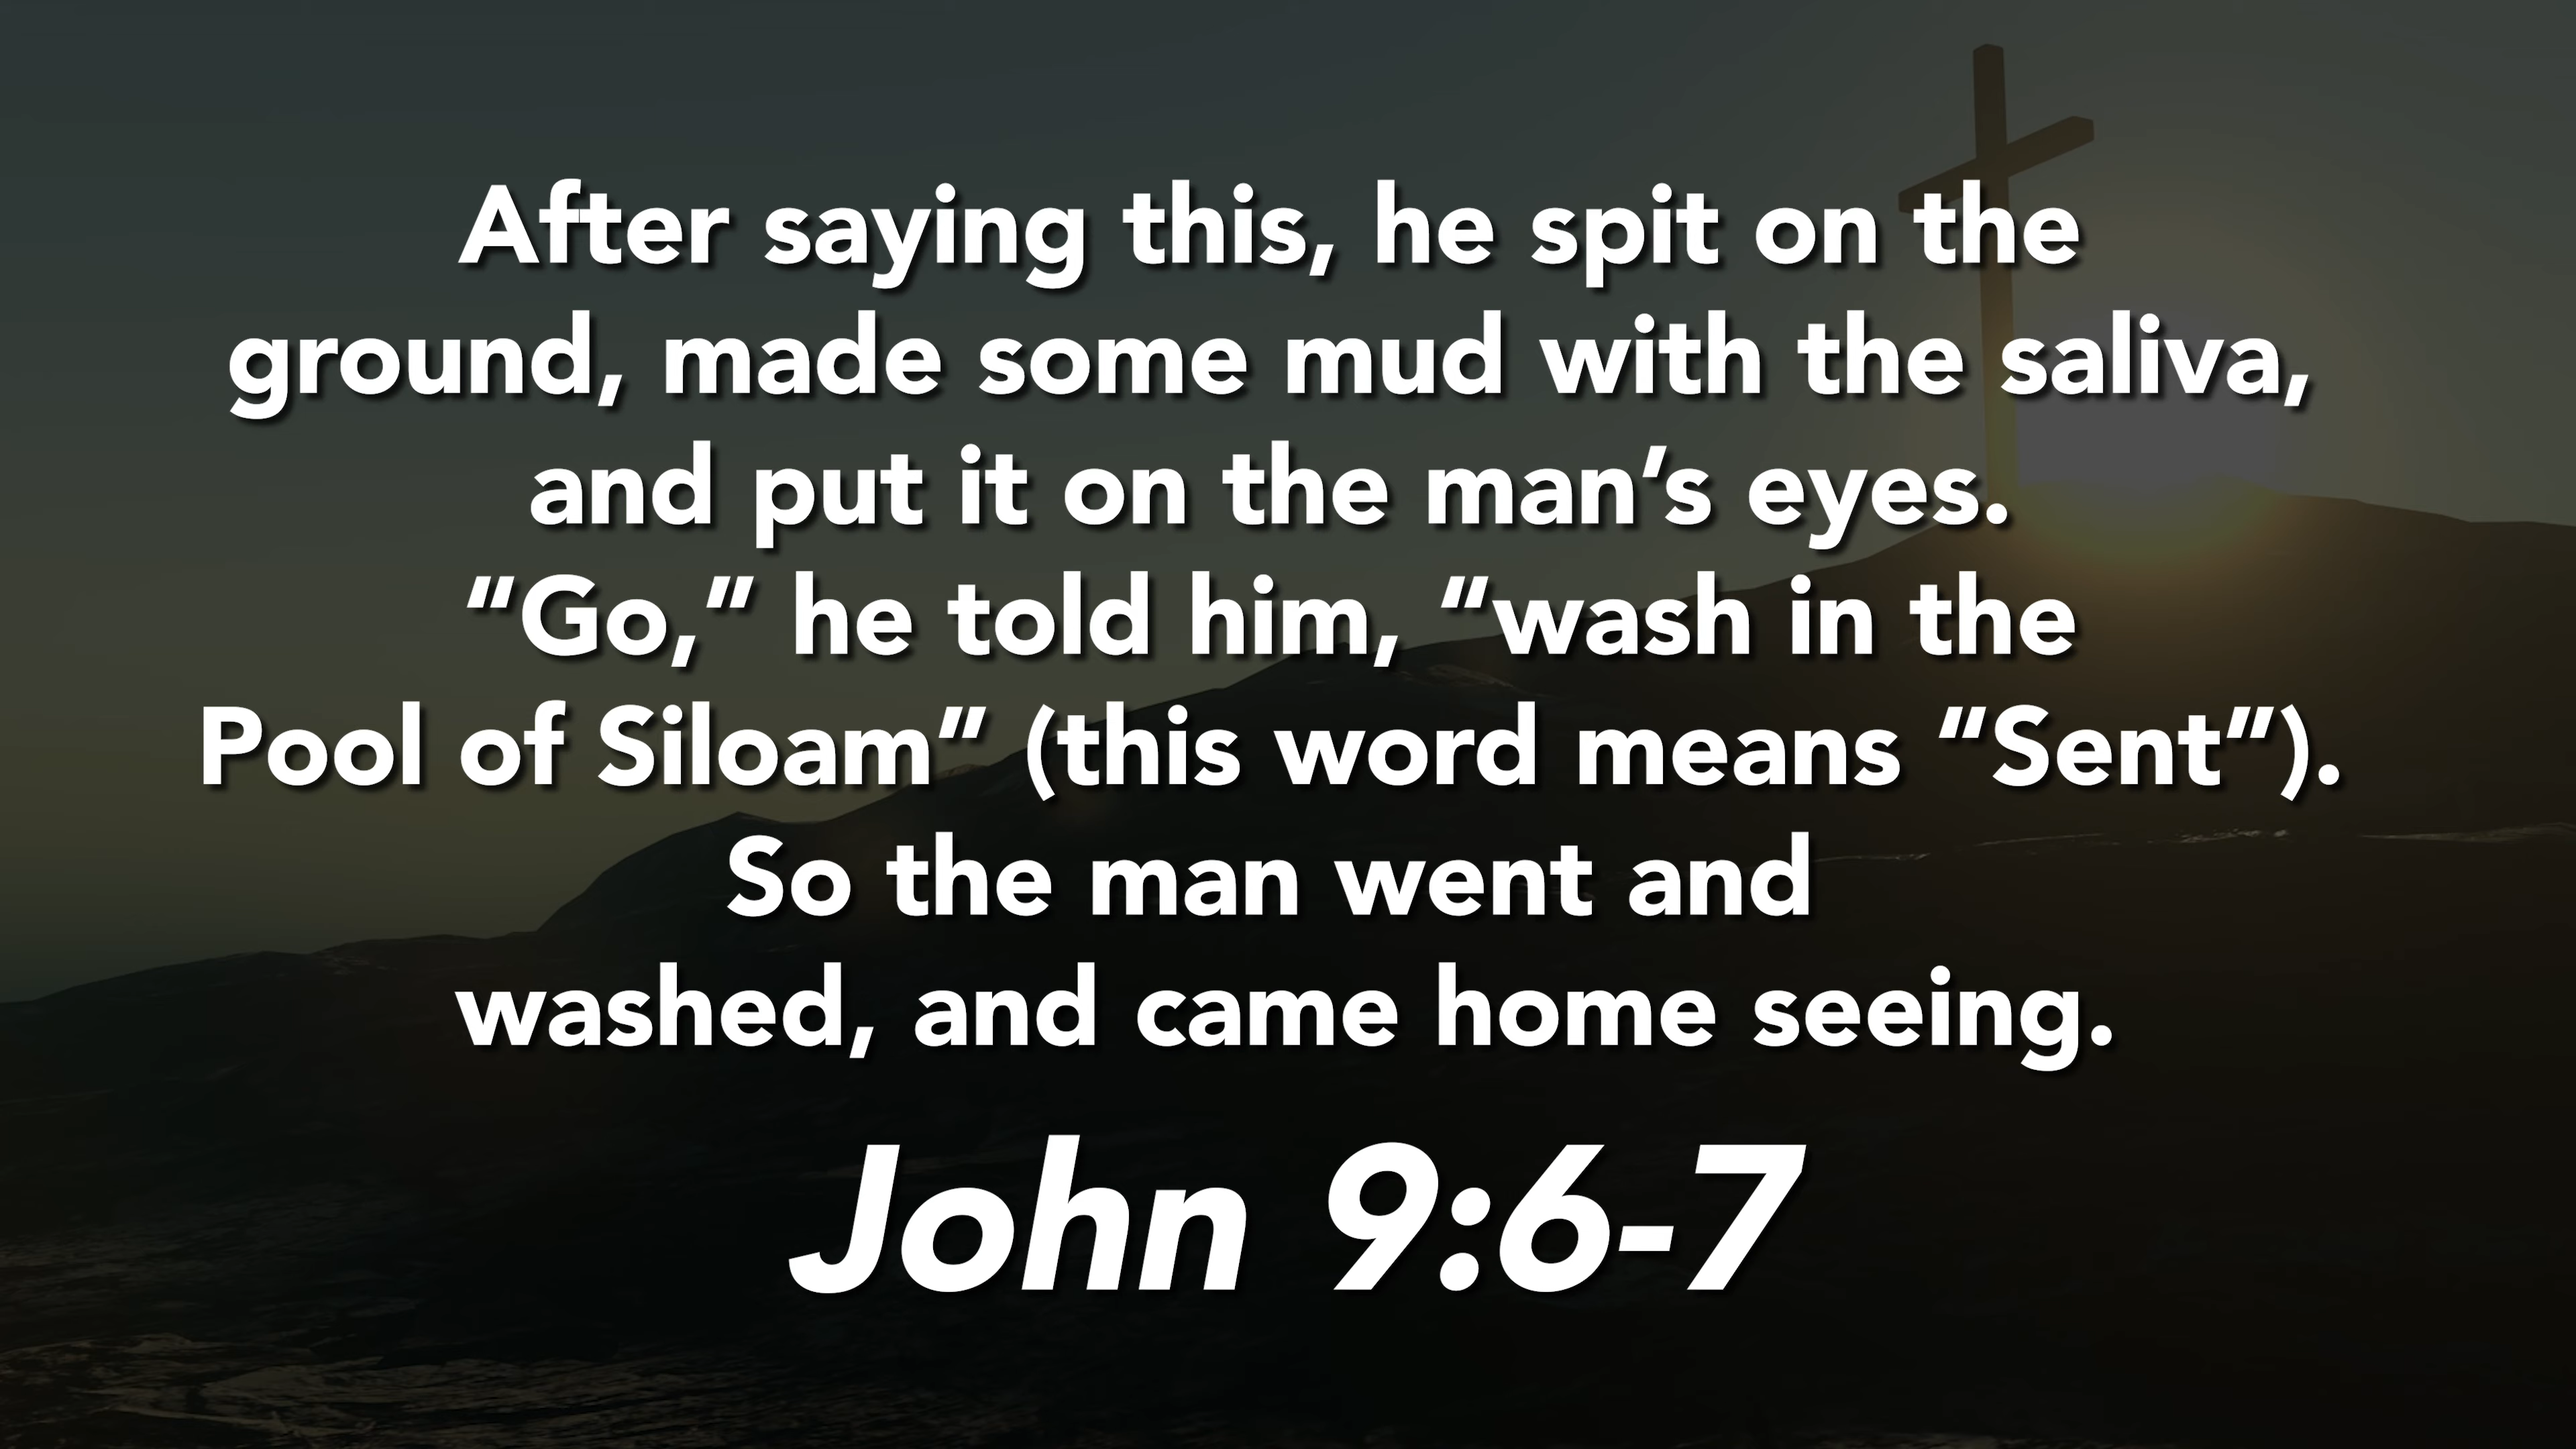 After saying this, he spit on the
ground, made some mud with the saliva,
and put it on the man’s eyes.
“Go,” he told him, “wash in the
Pool of Siloam” (this word means “Sent”).
So the man went and
washed, and came home seeing.
John 9:6-7